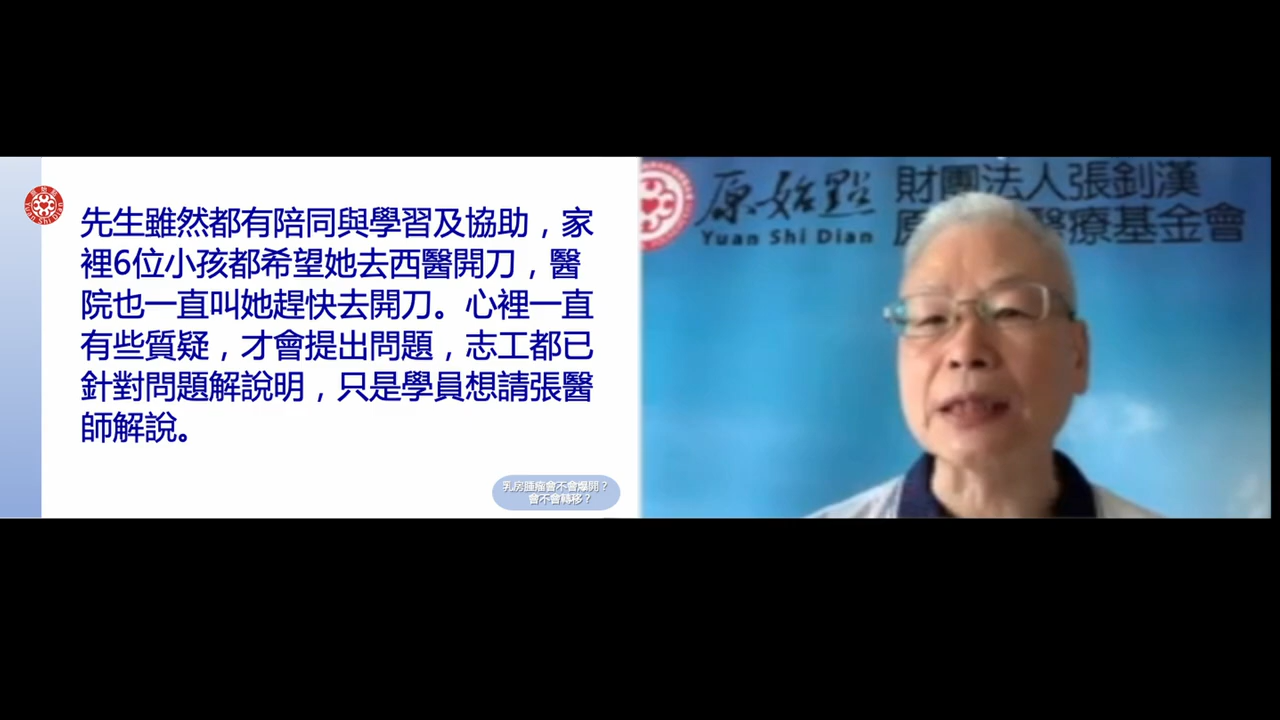 先生雖然都有陪同與學習及協助，家
裡6位小孩都希望她去西醫開刀，醫
院也一直叫她趕快去開刀。心裡一直
有些質疑，才會提出問題，志工都已
針對問題解說明，只是學員想請張醫
師解說。
乳房腫瘤會不會爆開？
會不會轉移？
Yuan Shi Dian
原始點
Yuan Shi Dian
財團法人張釗漢
醫療基金會